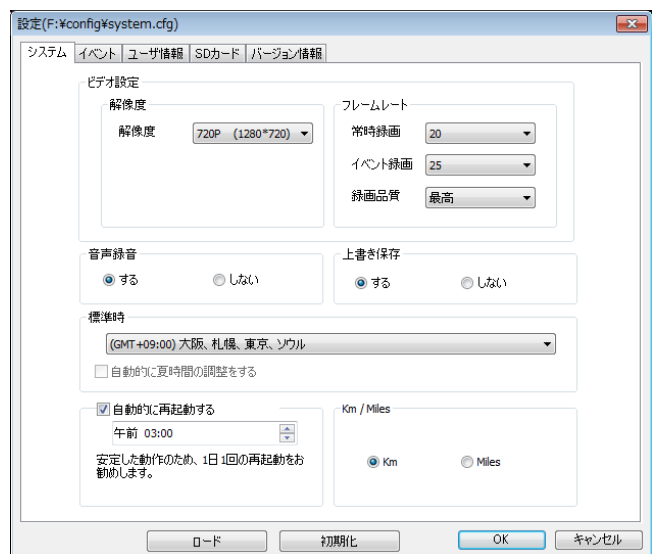 設定(F:¥config¥system.cfg)
システム イベント ユーザ情報 SDカード バージョン情報
ビデオ設定
解像度
解像度 720P (1280*720)
フレームレート
常時録画 20
イベント録画 25
録画品質 最高
音声録音
する しない
上書き保存
する しない
標準時
(GMT+09:00) 大阪、札幌、東京、ソウル
自動的に夏時間の調整をする
自動的に再起動する
午前 03:00
安定した動作のため、1日1回の再起動をお
勧めします。
Km / Miles
Km Miles
ロード 初期化 OK キャンセル